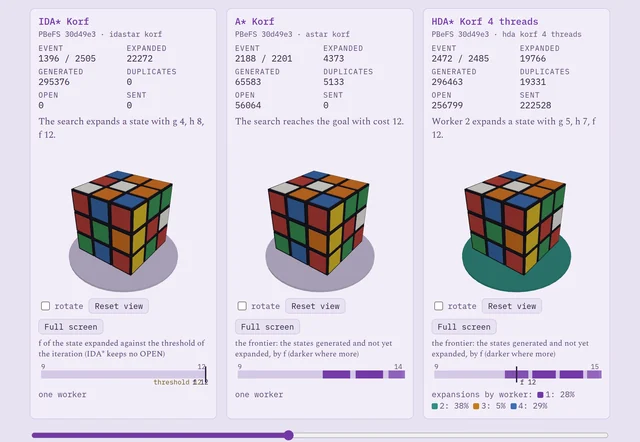 IDA* Korf
PBeFS 30d49e3 · idastar korf
EVENT EXPANDED
1396 / 2505 22272
GENERATED DUPLICATES
295376 0
OPEN SENT
0 0
The search expands a state with g 4, h 8,
f 12.
rotate Reset view
Full screen
f of the state expanded against the threshold of
the iteration (IDA* keeps no OPEN)
9 12
threshold 12
one worker
A* Korf
PBeFS 30d49e3 · astar korf
EVENT EXPANDED
2188 / 2201 4373
GENERATED DUPLICATES
65583 5133
OPEN SENT
56064 0
The search reaches the goal with cost 12.
rotate Reset view
Full screen
the frontier: the states generated and not yet
expanded, by f (darker where more)
9 14
one worker
HDA* Korf 4 threads
PBeFS 30d49e3 · hda korf 4 threads
EVENT EXPANDED
2472 / 2485 19766
GENERATED DUPLICATES
296463 19331
OPEN SENT
256799 222528
Worker 2 expands a state with g 5, h 7, f
12.
rotate Reset view
Full screen
the frontier: the states generated and not yet
expanded, by f (darker where more)
9 15
f 12
expansions by worker: 1: 28%
2: 38% 3: 5% 4: 29%